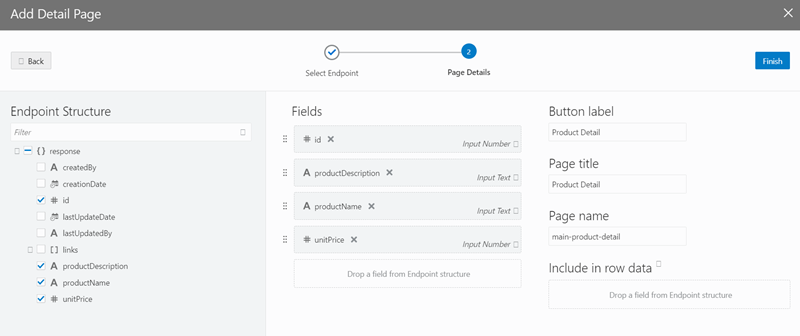 Add Detail Page
Back
Select Endpoint
2
Page Details
Finish
Endpoint Structure
Filter
{ } response
A createdBy
creationDate
# id
lastUpdateDate
A lastUpdatedBy
[ ] links
A productDescription
A productName
# unitPrice
Fields
# id
Input Number
A productDescription
Input Text
A productName
Input Text
# unitPrice
Input Number
Drop a field from Endpoint structure
Button label
Product Detail
Page title
Product Detail
Page name
main-product-detail
Include in row data
Drop a field from Endpoint structure